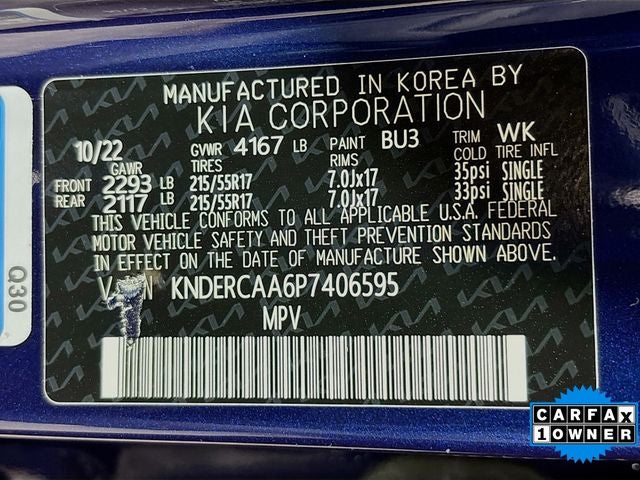 MANUFACTURED IN KOREA BY
KIA CORPORATION
10/22 GVWR 4167 LB PAINT BU3 TRIM WK
GAWR TIRES RIMS COLD TIRE INFL
FRONT 2293 LB 215/55R17 7.0Jx17 35psi SINGLE
REAR 2117 LB 215/55R17 7.0Jx17 33psi SINGLE
THIS VEHICLE CONFORMS TO ALL APPLICABLE U.S.A. FEDERAL
MOTOR VEHICLE SAFETY AND THEFT PREVENTION STANDARDS
IN EFFECT ON THE DATE OF MANUFACTURE SHOWN ABOVE.
V N KNDERCAA6P7406595
MPV
Q30
CARFAX
1 OWNER